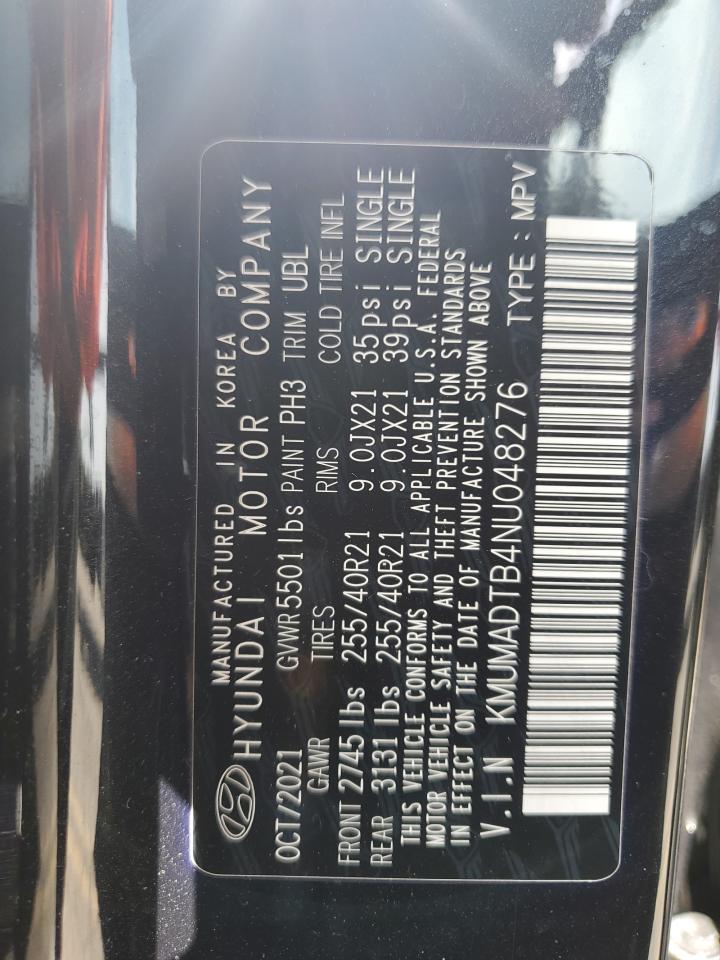 MANUFACTURED IN KOREA BY
HYUNDAI MOTOR COMPANY
OCT/2021 GVWR 5501 lbs PAINT PH3 TRIM UBL
GAWR TIRES RIMS COLD TIRE INFL
FRONT 2745 lbs 255/40R21 9.0JX21 35psi SINGLE
REAR 3131 lbs 255/40R21 9.0JX21 39psi SINGLE
THIS VEHICLE CONFORMS TO ALL APPLICABLE U.S.A. FEDERAL
MOTOR VEHICLE SAFETY AND THEFT PREVENTION STANDARDS
IN EFFECT ON THE DATE OF MANUFACTURE SHOWN ABOVE
V.I.N KMUMADTB4NU048276 TYPE : MPV